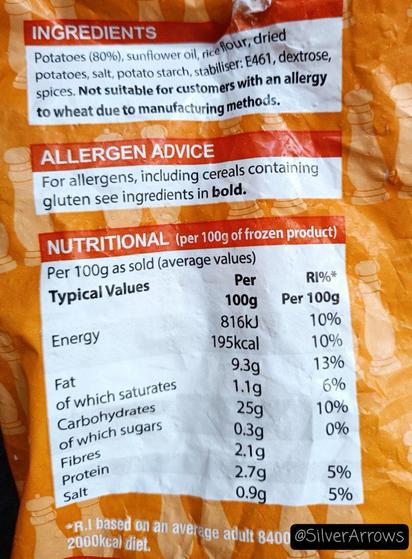 INGREDIENTS
Potatoes (80%), sunflower oil, rice flour, dried
potatoes, salt, potato starch, stabiliser: E461, dextrose,
spices. Not suitable for customers with an allergy
to wheat due to manufacturing methods.
ALLERGEN ADVICE
For allergens, including cereals containing
gluten see ingredients in bold.
NUTRITIONAL (per 100g of frozen product)
Per 100g as sold (average values)
Typical Values Per 100g RI%* Per 100g
Energy 816kJ 10%
195kcal 10%
Fat 9.3g 13%
of which saturates 1.1g 6%
Carbohydrates 25g 10%
of which sugars 0.3g 0%
Fibres 2.1g
Protein 2.7g 5%
Salt 0.9g 5%
*R.I based on an average adult 8400
2000kcal diet.
@SilverArrows